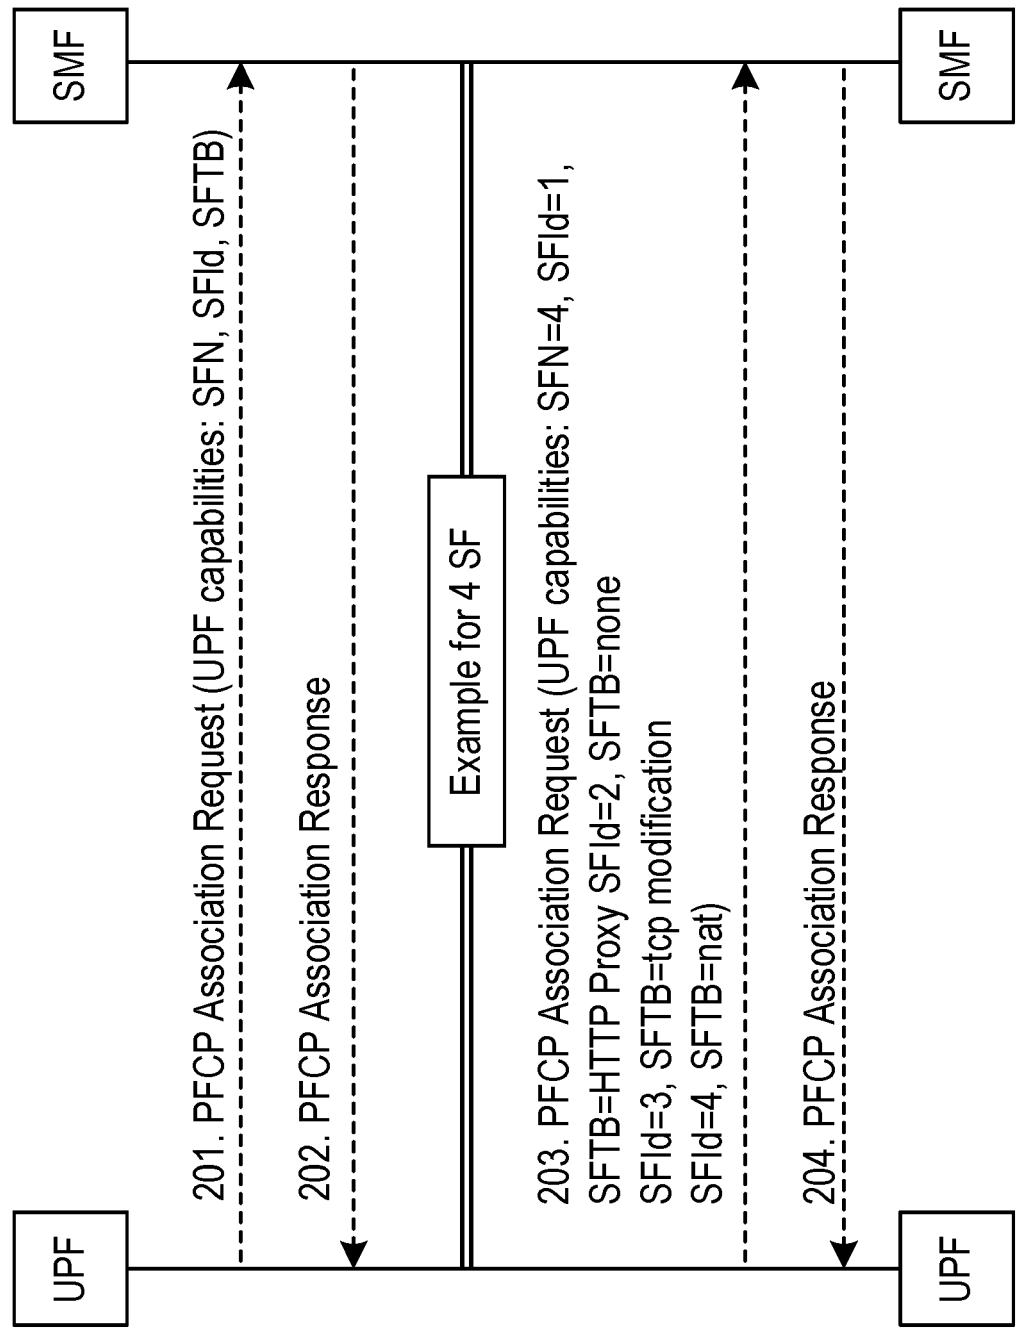 UPF
SMF
201. PFCP Association Request (UPF capabilities: SFN, SFId, SFTB)
202. PFCP Association Response
Example for 4 SF
203. PFCP Association Request (UPF capabilities: SFN=4, SFId=1,
SFTB=HTTP Proxy SFId=2, SFTB=none
SFId=3, SFTB=tcp modification
SFId=4, SFTB=nat)
204. PFCP Association Response
UPF
SMF